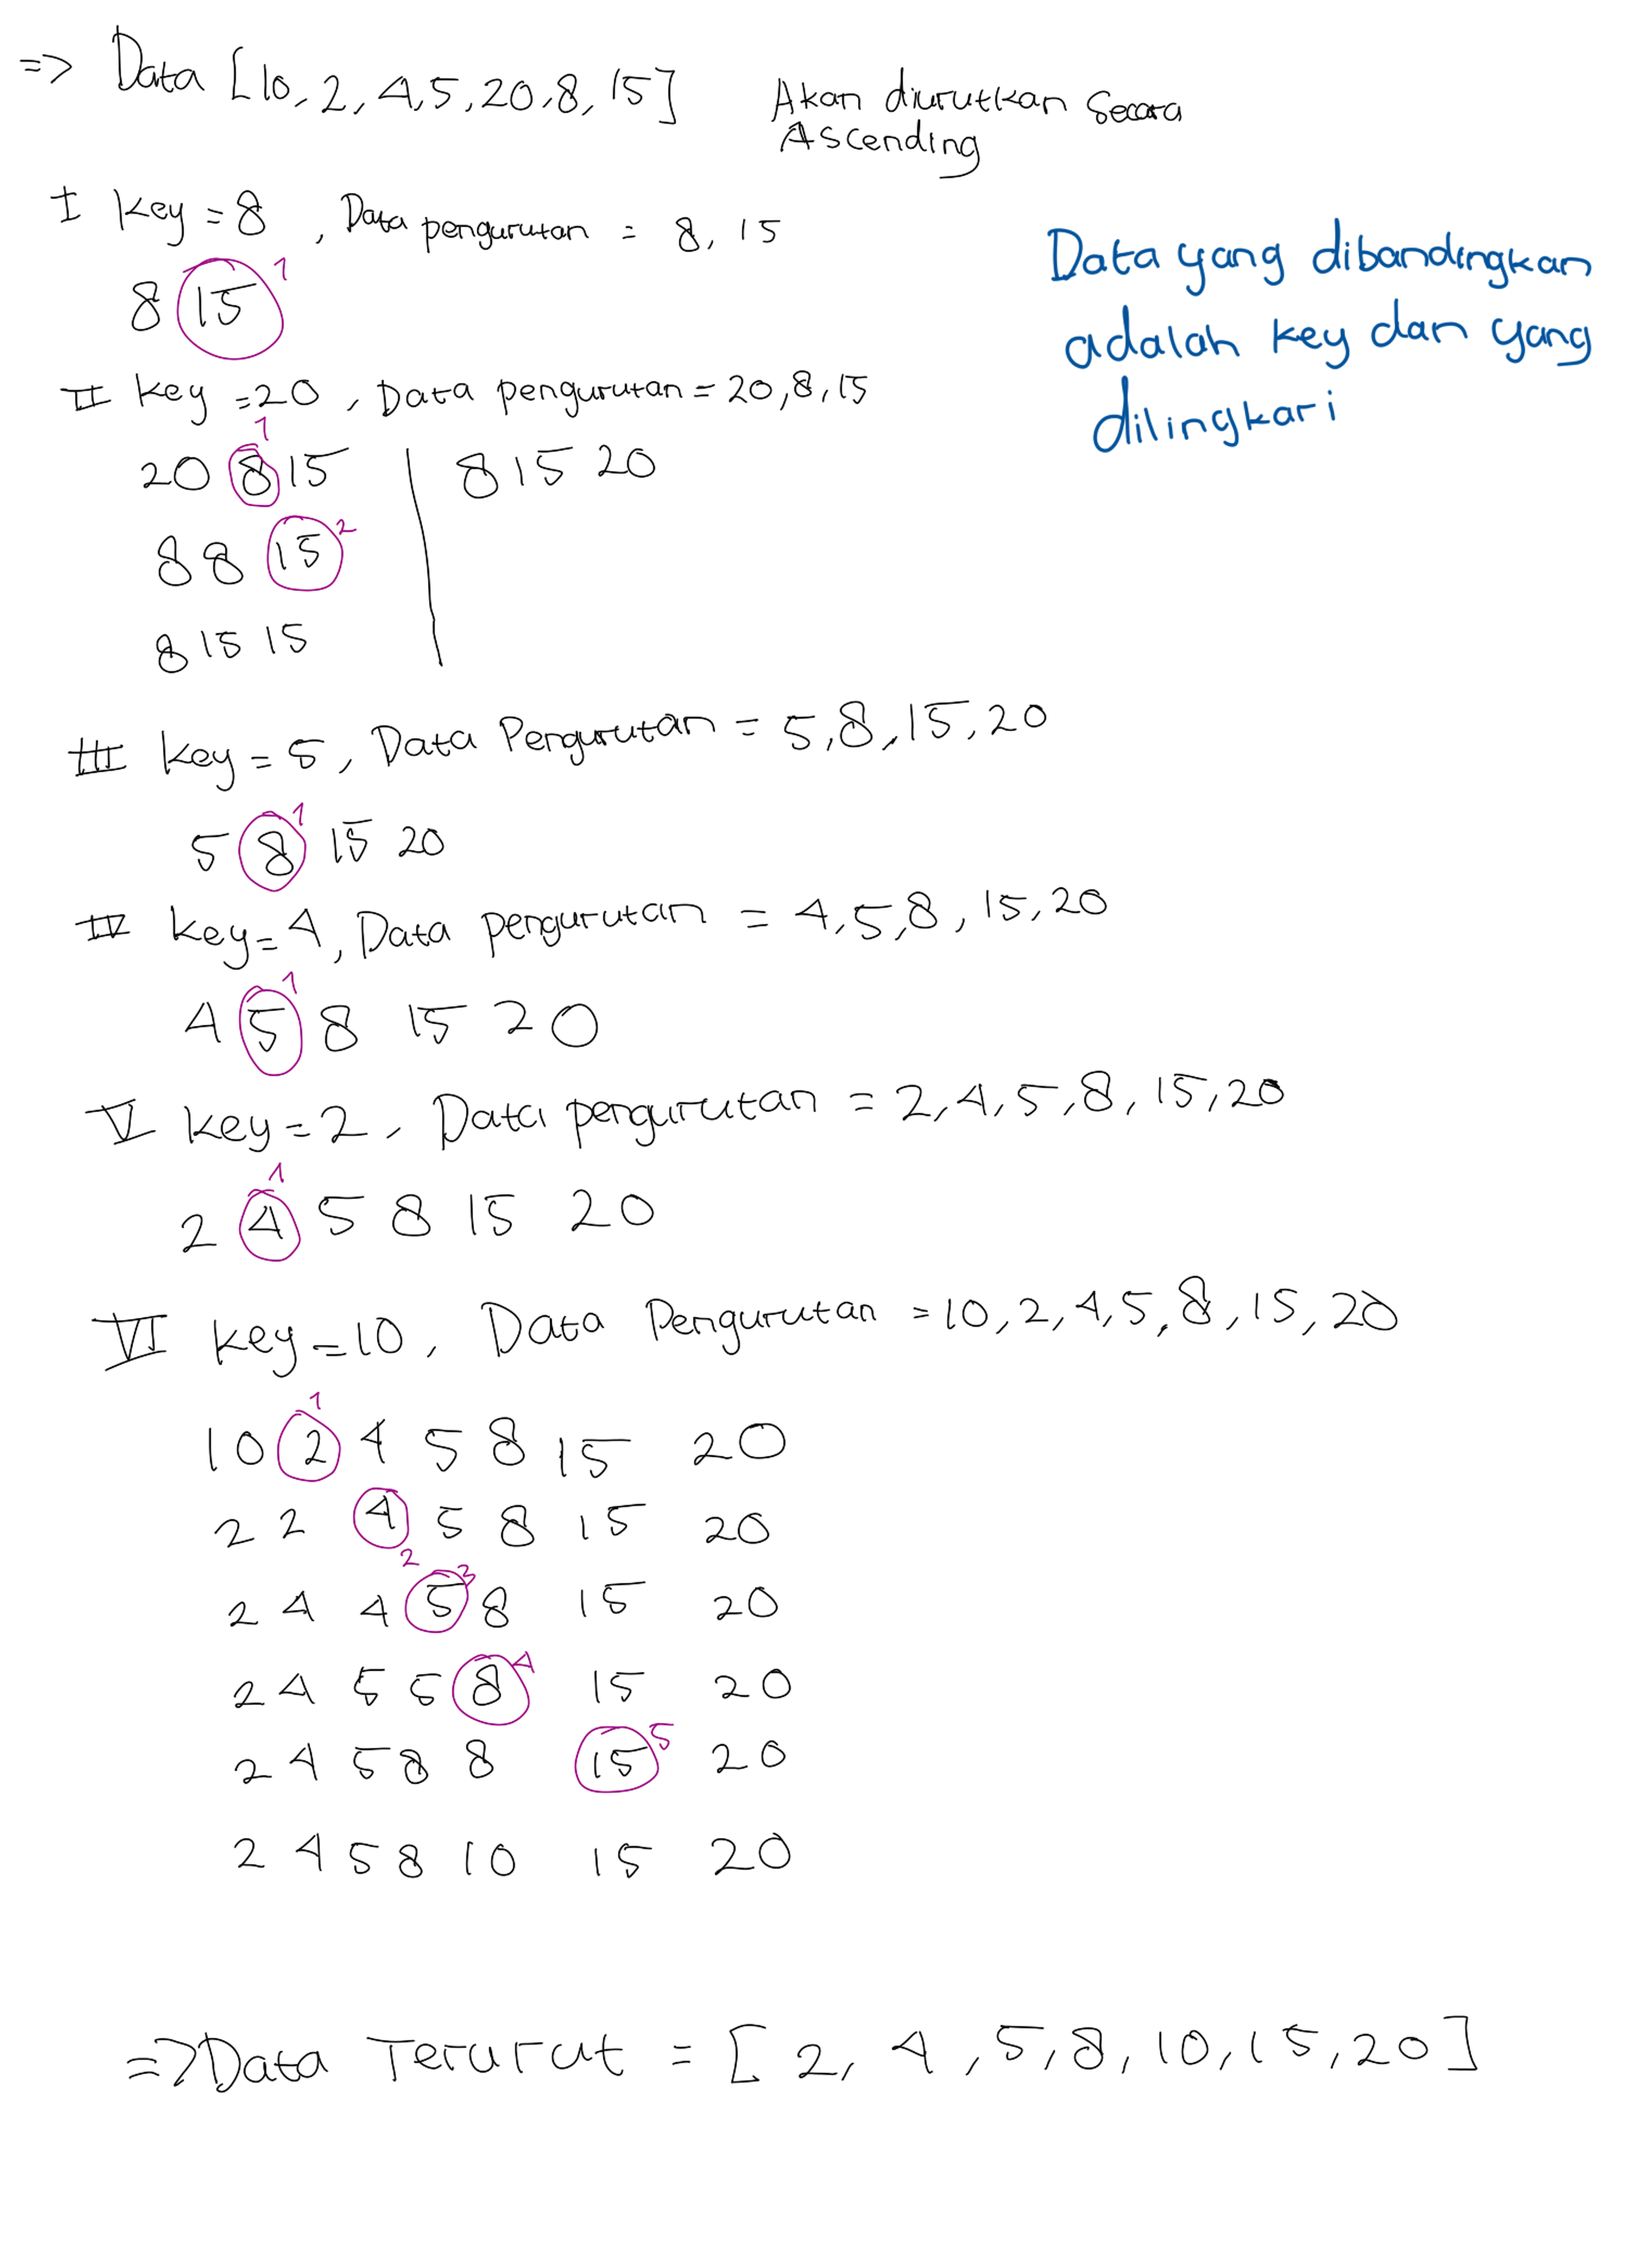 => Data [10, 2, 4, 5, 20, 8, 15] Akan diurutkan secara
Ascending
I key = 8 , Data pengurutan = 8, 15
8 15 1
Data yang dibandingkan
adalah key dan yang
dilingkari
II key = 20 , Data pengurutan = 20, 8, 15
1
20 8 15 | 8 15 20
8 8 15 2
8 15 15
III key = 5 , Data Pengurutan = 5, 8, 15, 20
5 8 1 15 20
IV key = 4, Data pengurutan = 4, 5, 8, 15, 20
1
4 5 8 15 20
V key = 2 , Data pengurutan = 2, 4, 5, 8, 15, 20
1
2 4 5 8 15 20
VI key = 10 , Data Pengurutan = 10, 2, 4, 5, 8, 15, 20
1
10 2 4 5 8 15 20
2 2 4 5 8 15 20
2 3
2 4 4 5 8 15 20
2 4 5 5 8 4 15 20
2 4 5 8 8 15 5 20
2 4 5 8 10 15 20
=> Data Terurut = [ 2, 4, 5, 8, 10, 15, 20 ]